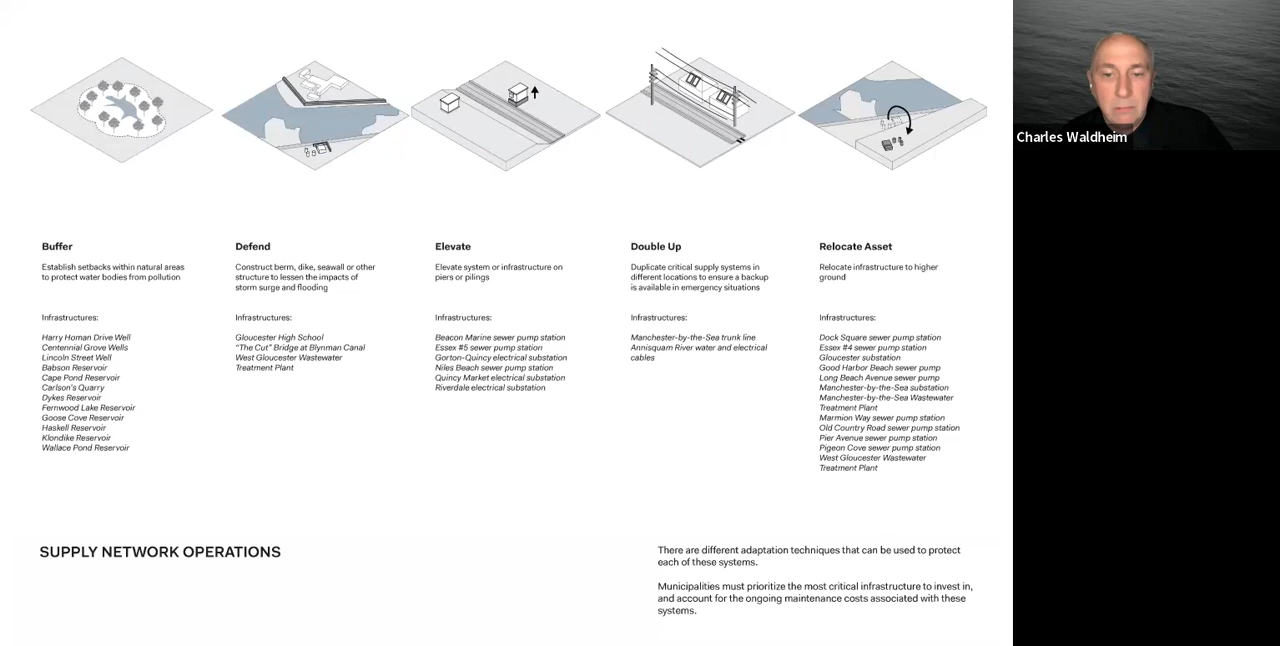 Charles Waldheim
Buffer
Establish setbacks within natural areas
to protect water bodies from pollution
Infrastructures:
Harry Homan Drive Well
Centennial Grove Wells
Lincoln Street Well
Babson Reservoir
Cape Pond Reservoir
Carlson's Quarry
Dykes Reservoir
Fernwood Lake Reservoir
Goose Cove Reservoir
Haskell Reservoir
Klondike Reservoir
Wallace Pond Reservoir
Defend
Construct berm, dike, seawall or other
structure to lessen the impacts of
storm surge and flooding
Infrastructures:
Gloucester High School
"The Cut" Bridge at Blynman Canal
West Gloucester Wastewater
Treatment Plant
Elevate
Elevate system or infrastructure on
piers or pilings
Infrastructures:
Beacon Marine sewer pump station
Essex #5 sewer pump station
Gorton-Quincy electrical substation
Niles Beach sewer pump station
Quincy Market electrical substation
Riverdale electrical substation
Double Up
Duplicate critical supply systems in
different locations to ensure a backup
is available in emergency situations
Infrastructures:
Manchester-by-the-Sea trunk line
Annisquam River water and electrical
cables
Relocate Asset
Relocate infrastructure to higher
ground
Infrastructures:
Dock Square sewer pump station
Essex #4 sewer pump station
Gloucester substation
Good Harbor Beach sewer pump
Long Beach Avenue sewer pump
Manchester-by-the-Sea substation
Manchester-by-the-Sea Wastewater
Treatment Plant
Marmion Way sewer pump station
Old Country Road sewer pump station
Pier Avenue sewer pump station
Pigeon Cove sewer pump station
West Gloucester Wastewater
Treatment Plant
SUPPLY NETWORK OPERATIONS
There are different adaptation techniques that can be used to protect
each of these systems.
Municipalities must prioritize the most critical infrastructure to invest in,
and account for the ongoing maintenance costs associated with these
systems.